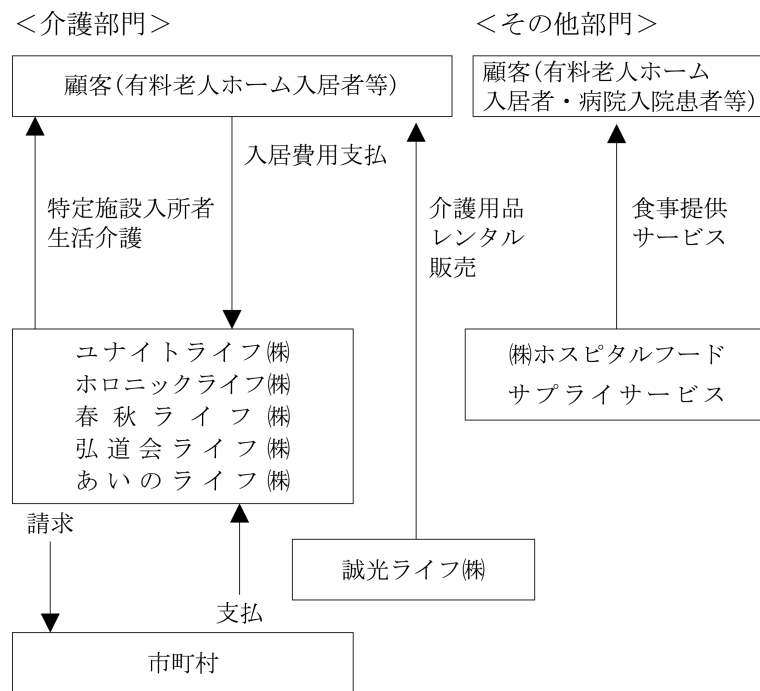 ＜介護部門＞
＜その他部門＞
顧客(有料老人ホーム入居者等)
顧客(有料老人ホーム
入居者・病院入院患者等)
特定施設入所者
生活介護
入居費用支払
介護用品
レンタル
販売
食事提供
サービス
ユナイトライフ㈱
ホロニックライフ㈱
春秋ライフ㈱
弘道会ライフ㈱
あいのライフ㈱
㈱ホスピタルフード
サプライサービス
請求
支払
誠光ライフ㈱
市町村